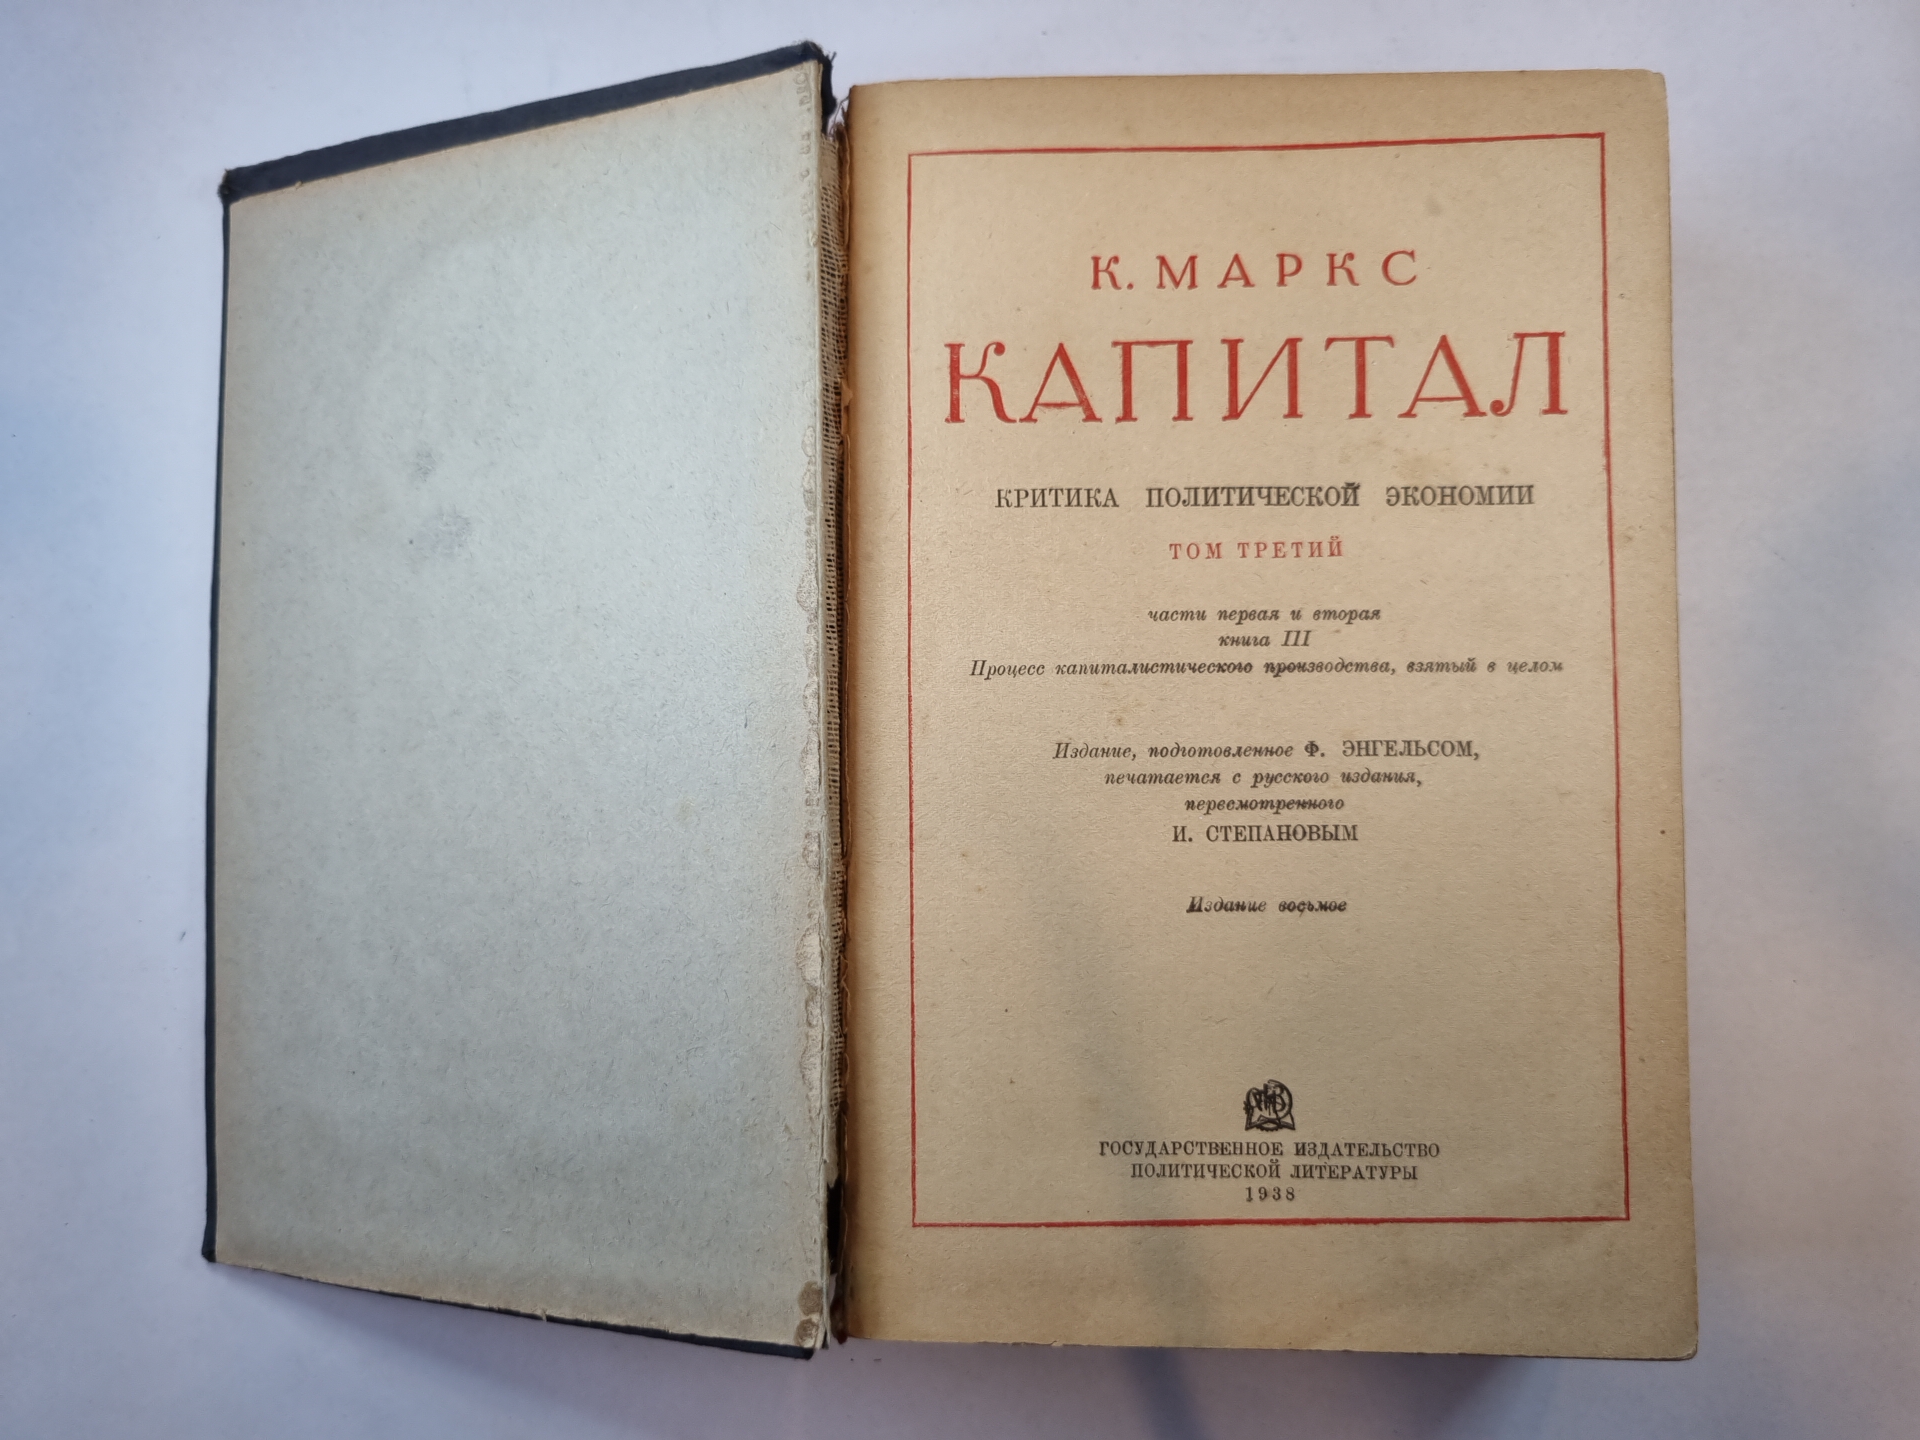 К. МАРКС
КАПИТАЛ
КРИТИКА ПОЛИТИЧЕСКОЙ ЭКОНОМИИ
ТОМ ТРЕТИЙ
части первая и вторая
книга III
Процесс капиталистического производства, взятый в целом
Издание, подготовленное Ф. ЭНГЕЛЬСОМ,
печатается с русского издания,
пересмотренного
И. СТЕПАНОВЫМ
Издание восьмое
ГОСУДАРСТВЕННОЕ ИЗДАТЕЛЬСТВО
ПОЛИТИЧЕСКОЙ ЛИТЕРАТУРЫ
1938